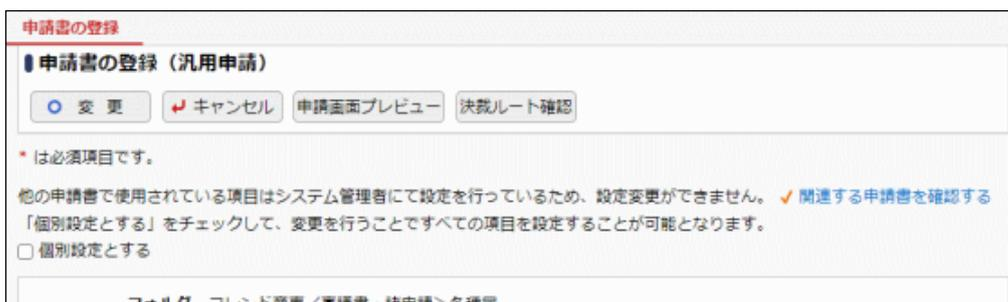 申請書の登録
申請書の登録（汎用申請）
変 更 キャンセル 申請画面プレビュー 決裁ルート確認
* は必須項目です。
他の申請書で使用されている項目はシステム管理者にて設定を行っているため、設定変更ができません。 関連する申請書を確認する
「個別設定とする」をチェックして、変更を行うことですべての項目を設定することが可能となります。
個別設定とする